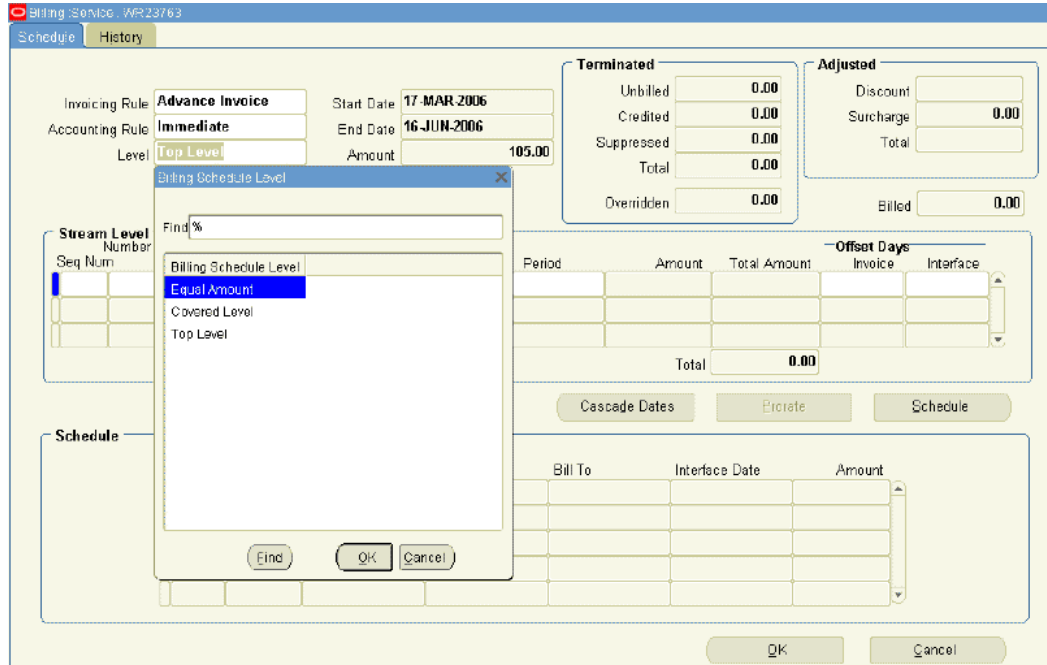 Billing :Service : WR23763
Schedule History
Terminated Adjusted
Invoicing Rule Advance Invoice Start Date 17-MAR-2006 Unbilled 0.00 Discount
Accounting Rule Immediate End Date 16-JUN-2006 Credited 0.00 Surcharge 0.00
Level Top Level Amount 105.00 Suppressed 0.00 Total
Total 0.00
Overridden 0.00 Billed 0.00
Billing Schedule Level
Find %
Billing Schedule Level
Equal Amount
Covered Level
Top Level
Find OK Cancel
Stream Level
Number Offset Days
Seq Num Period Amount Total Amount Invoice Interface
Total 0.00
Cascade Dates Prorate Schedule
Schedule
Bill To Interface Date Amount
OK Cancel